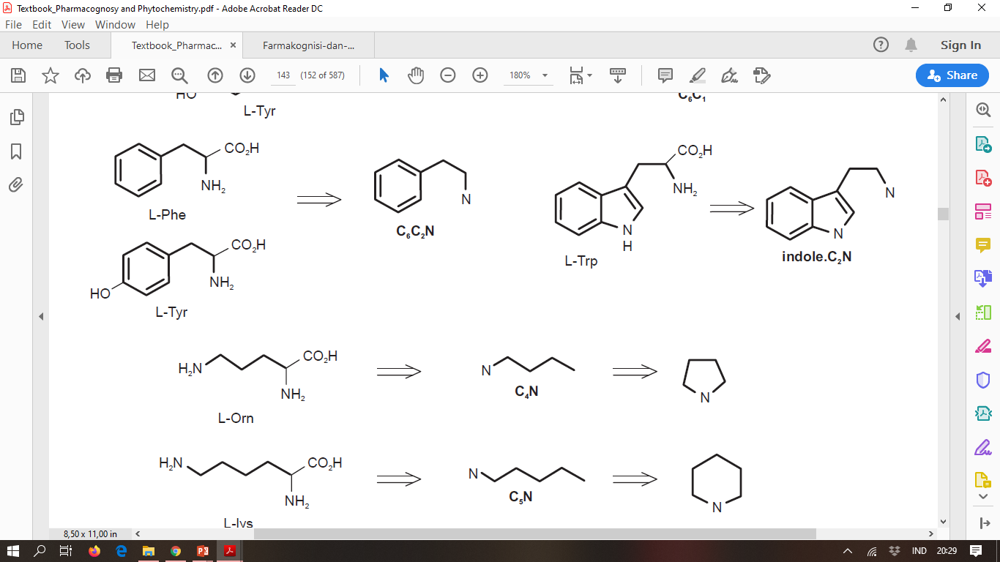 Textbook_Pharmacognosy and Phytochemistry.pdf - Adobe Acrobat Reader DC
File Edit View Window Help
Home Tools Textbook_Pharmac... × Farmakognisi-dan-... Sign In
143 (152 of 587) 180% Share
HO L-Tyr C₆C₁
CO₂H
NH₂
L-Phe
N
C₆C₂N
CO₂H
NH₂
N
H
L-Trp
N
N
indole.C₂N
CO₂H
NH₂
HO
L-Tyr
H₂N CO₂H
NH₂
L-Orn
N
C₄N
N
H₂N CO₂H
NH₂
L-lys
N
C₅N
N
8,50 x 11,00 in
IND 20:29